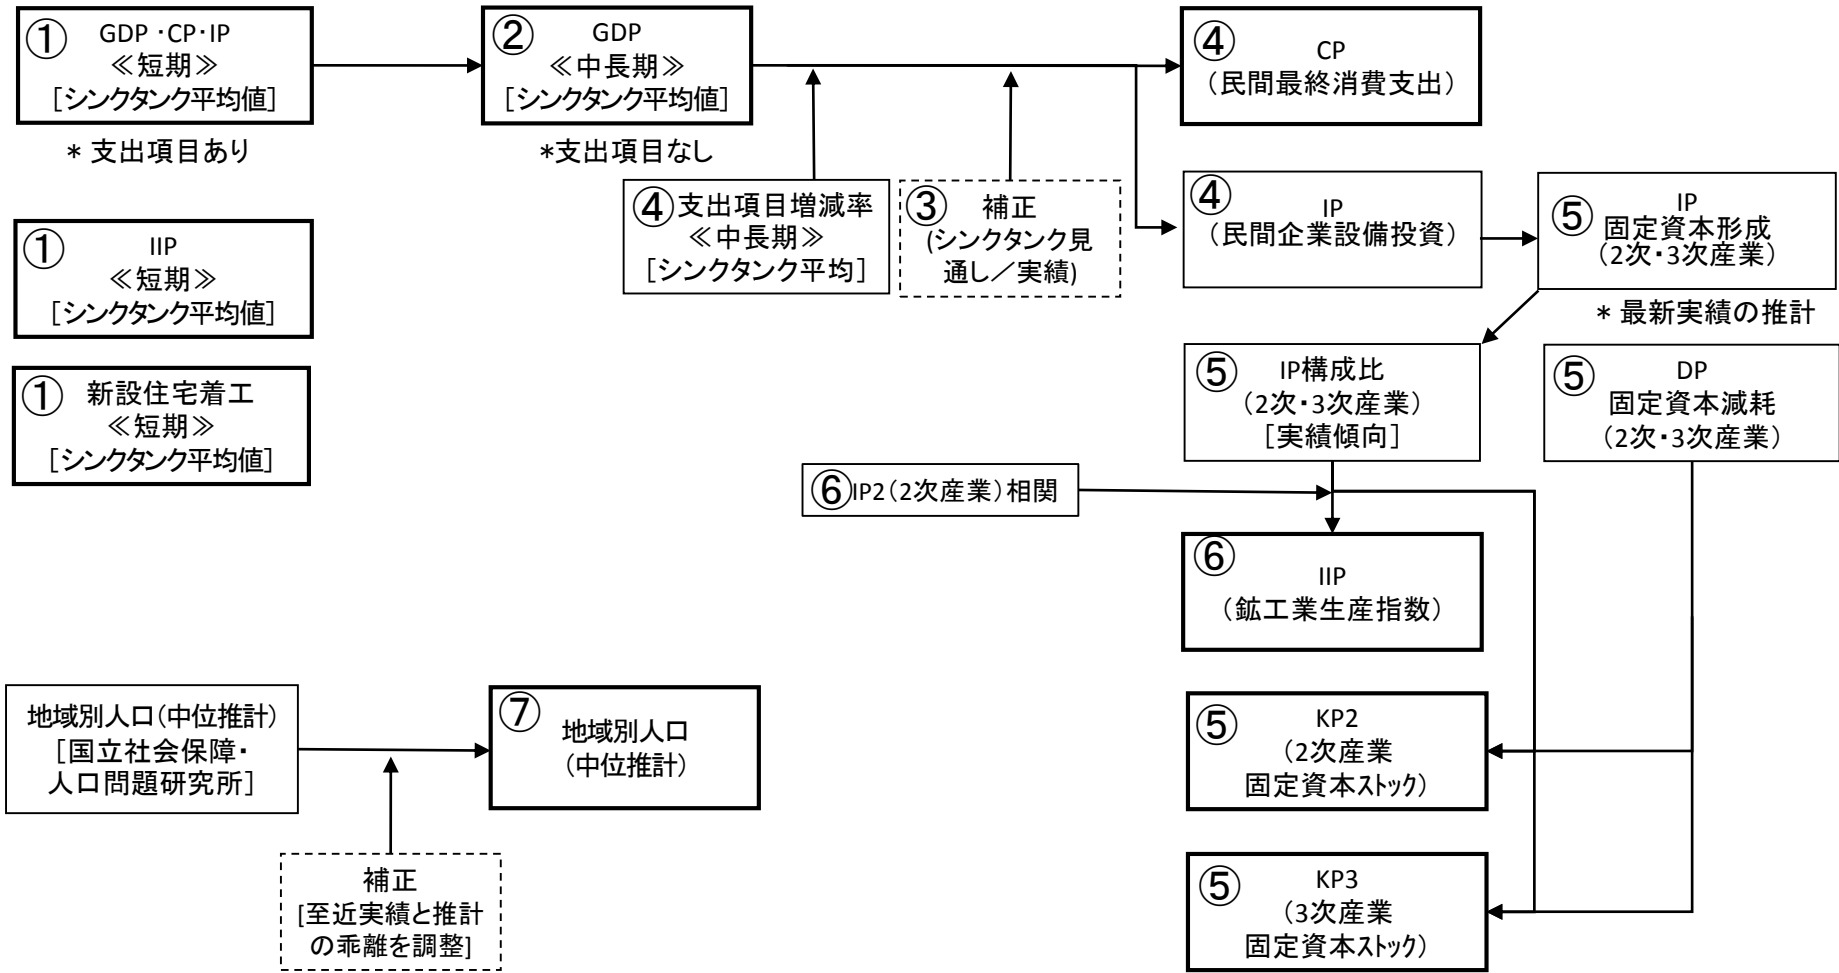 ① GDP・CP・IP
≪短期≫
[シンクタンク平均値]
* 支出項目あり
② GDP
≪中長期≫
[シンクタンク平均値]
*支出項目なし
④ CP
(民間最終消費支出)
④ 支出項目増減率
≪中長期≫
[シンクタンク平均]
③ 補正
(シンクタンク見
通し/実績)
④ IP
(民間企業設備投資)
⑤ IP
固定資本形成
(2次・3次産業)
* 最新実績の推計
① IIP
≪短期≫
[シンクタンク平均値]
① 新設住宅着工
≪短期≫
[シンクタンク平均値]
⑤ IP構成比
(2次・3次産業)
[実績傾向]
⑤ DP
固定資本減耗
(2次・3次産業)
⑥IP2(2次産業)相関
⑥ IIP
(鉱工業生産指数)
地域別人口(中位推計)
[国立社会保障・
人口問題研究所]
⑦ 地域別人口
(中位推計)
補正
[至近実績と推計
の乖離を調整]
⑤ KP2
(2次産業
固定資本ストック)
⑤ KP3
(3次産業
固定資本ストック)